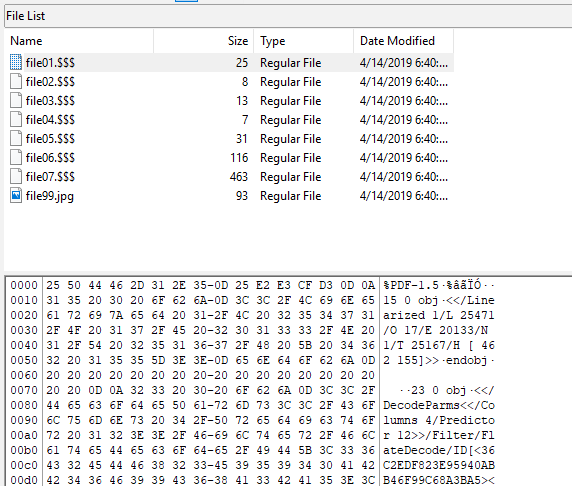 File List
Name Size Type Date Modified
file01.$$$ 25 Regular File 4/14/2019 6:40:...
file02.$$$ 8 Regular File 4/14/2019 6:40:...
file03.$$$ 13 Regular File 4/14/2019 6:40:...
file04.$$$ 7 Regular File 4/14/2019 6:40:...
file05.$$$ 31 Regular File 4/14/2019 6:40:...
file06.$$$ 116 Regular File 4/14/2019 6:40:...
file07.$$$ 463 Regular File 4/14/2019 6:40:...
file99.jpg 93 Regular File 4/14/2019 6:40:...
0000 25 50 44 46 2D 31 2E 35-0D 25 E2 E3 CF D3 0D 0A %PDF-1.5·%âãÏÓ··
0010 31 35 20 30 20 6F 62 6A-0D 3C 3C 2F 4C 69 6E 65 15 0 obj·<</Line
0020 61 72 69 7A 65 64 20 31-2F 4C 20 32 35 34 37 31 arized 1/L 25471
0030 2F 4F 20 31 37 2F 45 20-32 30 31 33 33 2F 4E 20 /O 17/E 20133/N
0040 31 2F 54 20 32 35 31 36-37 2F 48 20 5B 20 34 36 1/T 25167/H [ 46
0050 32 20 31 35 35 5D 3E 3E-0D 65 6E 64 6F 62 6A 0D 2 155]>>·endobj·
0060 20 20 20 20 20 20 20 20-20 20 20 20 20 20 20 20
0070 20 20 0D 0A 32 33 20 30-20 6F 62 6A 0D 3C 3C 2F ··23 0 obj·<</
0080 44 65 63 6F 64 65 50 61-72 6D 73 3C 3C 2F 43 6F DecodeParms<</Co
0090 6C 75 6D 6E 73 20 34 2F-50 72 65 64 69 63 74 6F lumns 4/Predicto
00a0 72 20 31 32 3E 3E 2F 46-69 6C 74 65 72 2F 46 6C r 12>>/Filter/Fl
00b0 61 74 65 44 65 63 6F 64-65 2F 49 44 5B 3C 33 36 ateDecode/ID[<36
00c0 43 32 45 44 46 38 32 33-45 39 35 39 34 30 41 42 C2EDF823E95940AB
00d0 42 34 36 46 39 39 43 36-38 41 33 42 41 35 3E 3C B46F99C68A3BA5><